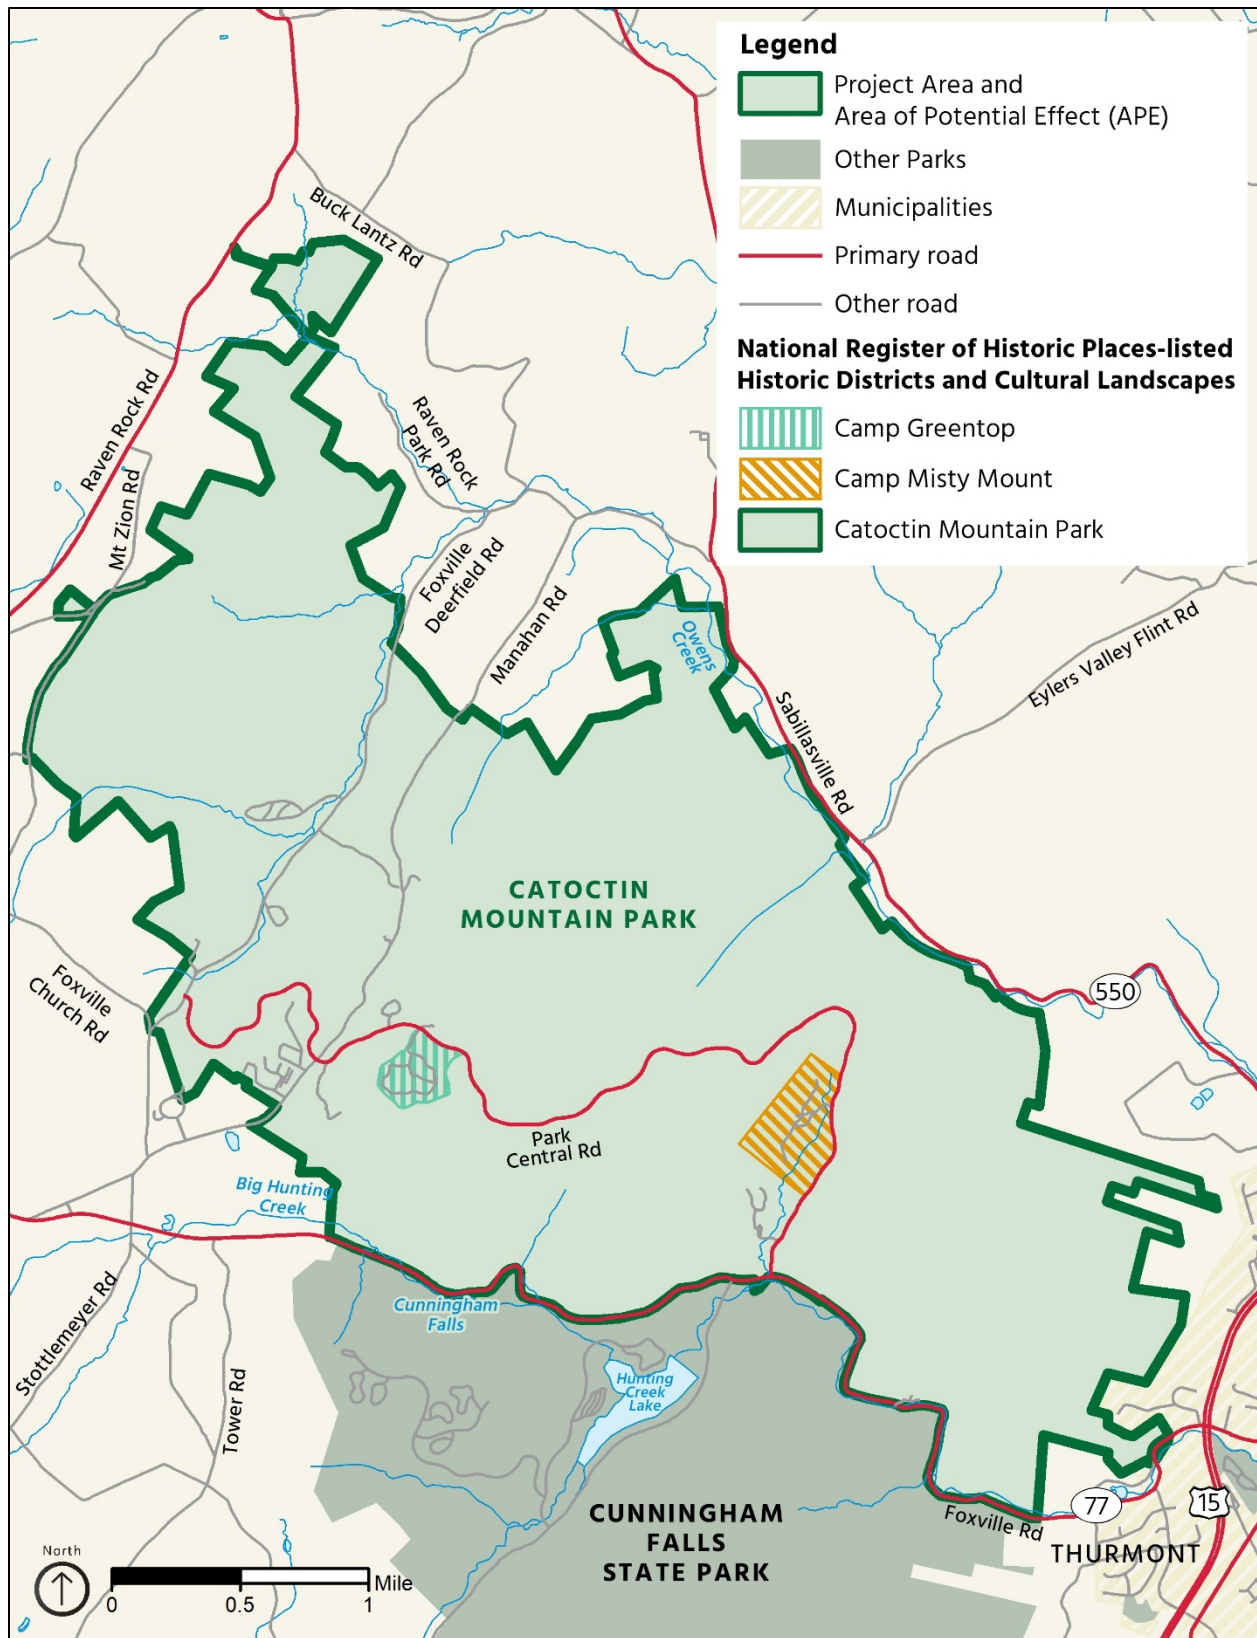 Legend
Project Area and
Area of Potential Effect (APE)
Other Parks
Municipalities
Primary road
Other road
National Register of Historic Places-listed
Historic Districts and Cultural Landscapes
Camp Greentop
Camp Misty Mount
Catoctin Mountain Park
Buck Lantz Rd
Raven Rock Rd
Raven Rock
Park Rd
Mt Zion Rd
Foxville
Deerfield Rd
Manahan Rd
Owens
Creek
Sabillasville Rd
Eylers Valley Flint Rd
CATOCTIN
MOUNTAIN PARK
Foxville
Church Rd
550
Park
Central Rd
Big Hunting
Creek
Cunningham
Falls
Stottlemeyer Rd
Tower Rd
Hunting
Creek
Lake
CUNNINGHAM
FALLS
STATE PARK
Foxville Rd
77
15
THURMONT
North
0
0.5
1
Mile